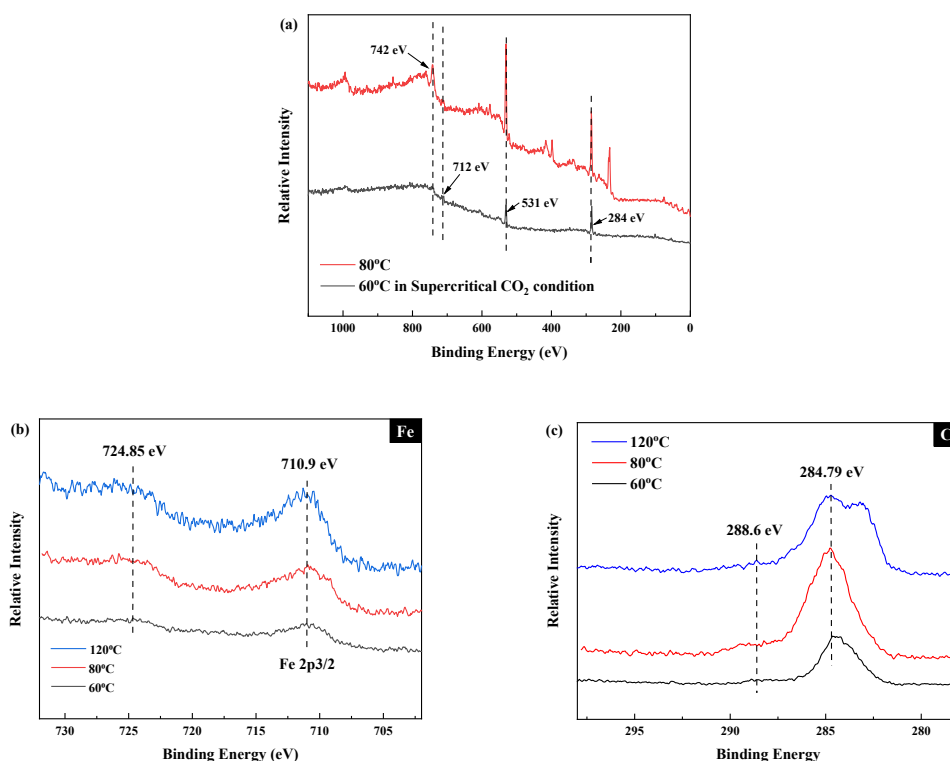 (a)
742 eV
712 eV
531 eV
284 eV
80ºC
60ºC in Supercritical CO₂ condition
Relative Intensity
1000 800 600 400 200 0
Binding Energy (eV)
(b)
Fe
724.85 eV
710.9 eV
Relative Intensity
120ºC
80ºC
60ºC
Fe 2p3/2
730 725 720 715 710 705
Binding Energy (eV)
(c)
C
120ºC
80ºC
60ºC
284.79 eV
288.6 eV
Relative Intensity
295 290 285 280
Binding Energy